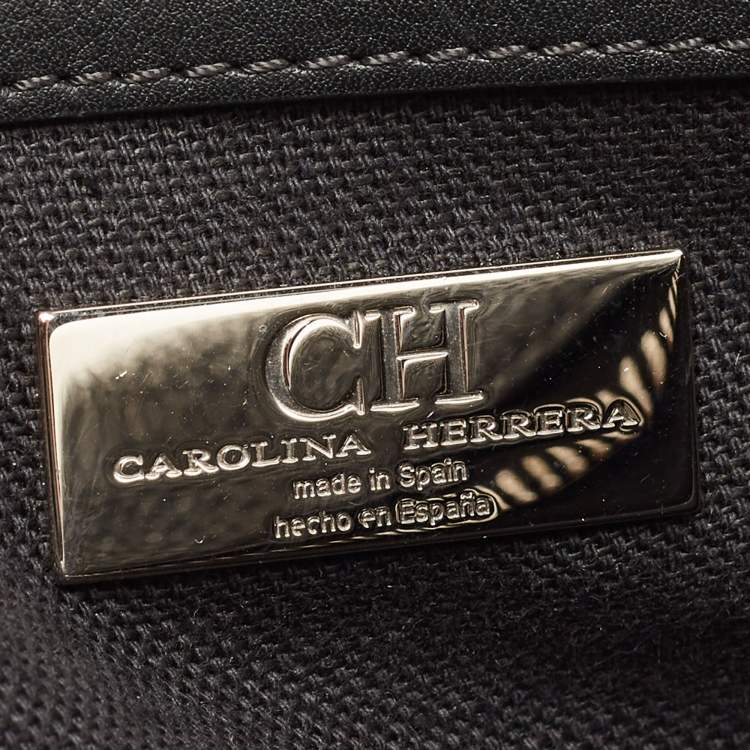 CH
CAROLINA HERRERA
made in Spain
hecho en España